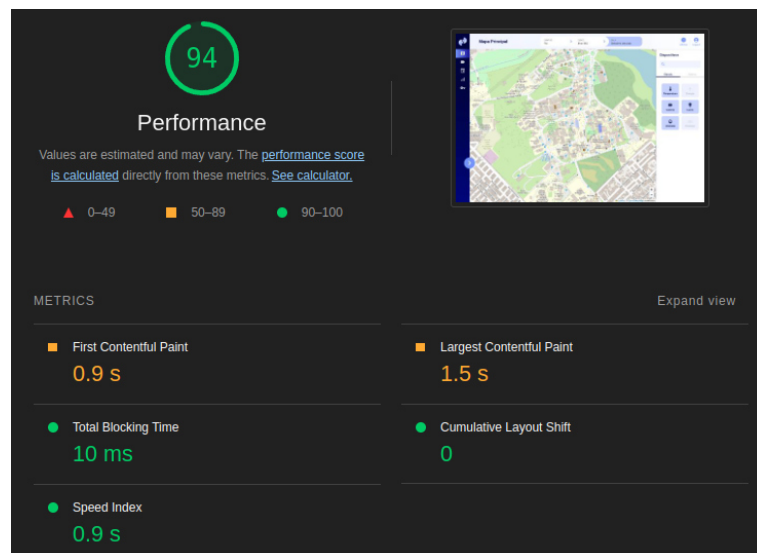 94
Mapa Principal
Performance
Values are estimated and may vary. The performance score
is calculated directly from these metrics. See calculator.
0–49
50–89
90–100
METRICS
Expand view
First Contentful Paint
0.9 s
Largest Contentful Paint
1.5 s
Total Blocking Time
10 ms
Cumulative Layout Shift
0
Speed Index
0.9 s